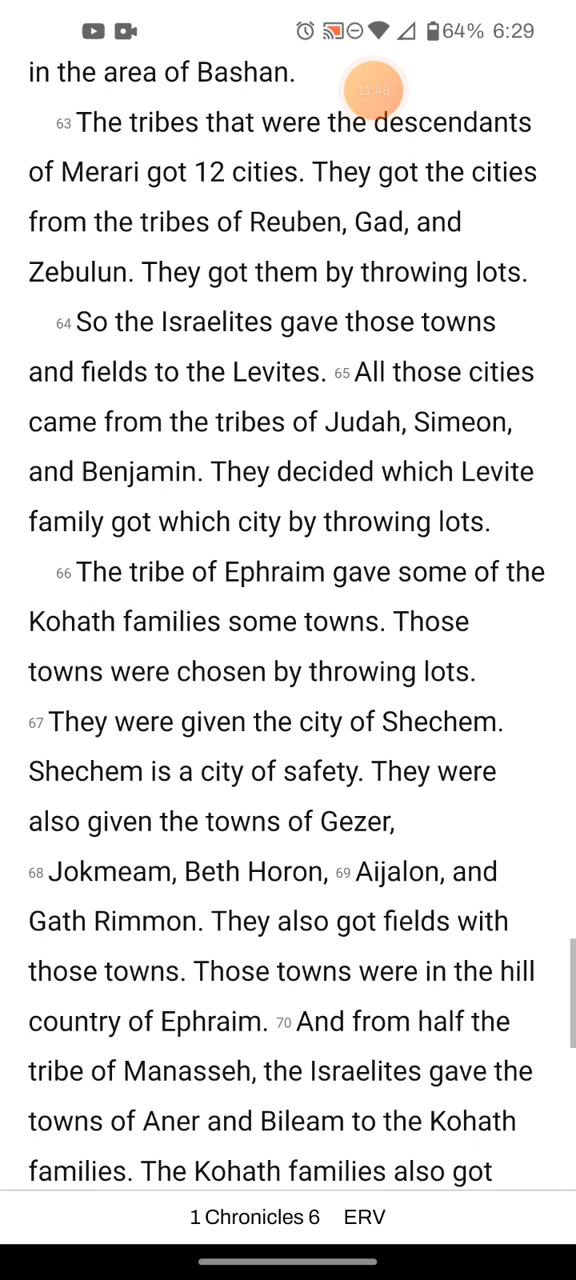 64% 6:29
in the area of Bashan.
11:48
63 The tribes that were the descendants
of Merari got 12 cities. They got the cities
from the tribes of Reuben, Gad, and
Zebulun. They got them by throwing lots.
64 So the Israelites gave those towns
and fields to the Levites. 65 All those cities
came from the tribes of Judah, Simeon,
and Benjamin. They decided which Levite
family got which city by throwing lots.
66 The tribe of Ephraim gave some of the
Kohath families some towns. Those
towns were chosen by throwing lots.
67 They were given the city of Shechem.
Shechem is a city of safety. They were
also given the towns of Gezer,
68 Jokmeam, Beth Horon, 69 Aijalon, and
Gath Rimmon. They also got fields with
those towns. Those towns were in the hill
country of Ephraim. 70 And from half the
tribe of Manasseh, the Israelites gave the
towns of Aner and Bileam to the Kohath
families. The Kohath families also got
1 Chronicles 6 ERV